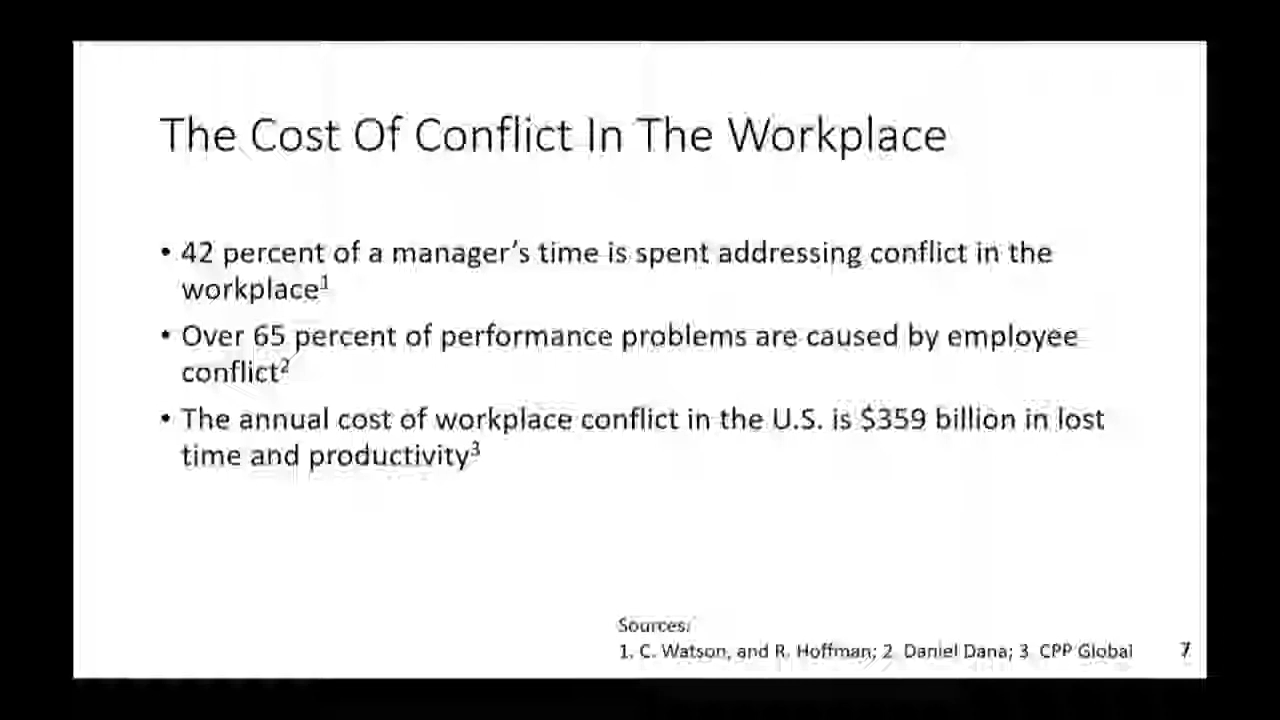 The Cost Of Conflict In The Workplace
• 42 percent of a manager's time is spent addressing conflict in the
workplace¹
• Over 65 percent of performance problems are caused by employee
conflict²
• The annual cost of workplace conflict in the U.S. is $359 billion in lost
time and productivity³
Sources:
1. C. Watson, and R. Hoffman; 2. Daniel Dana; 3. CPP Global
7